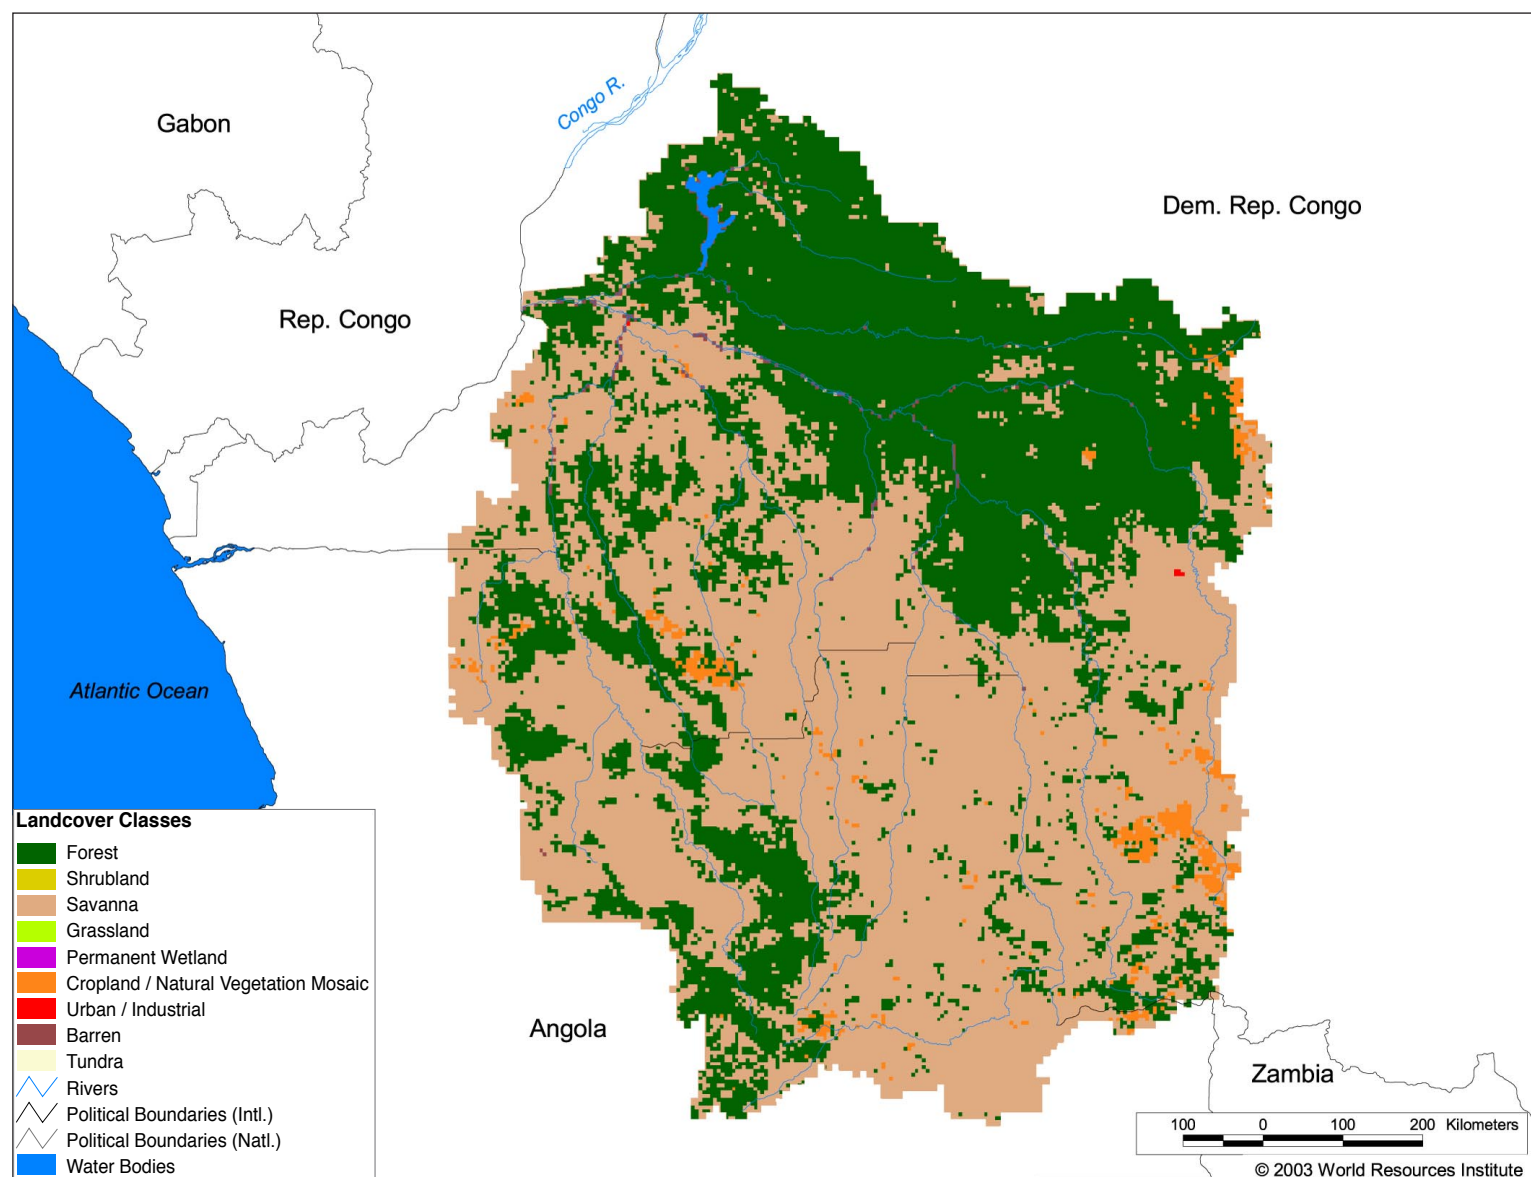 Congo R.
Gabon
Dem. Rep. Congo
Rep. Congo
Atlantic Ocean
Landcover Classes
Forest
Shrubland
Savanna
Grassland
Permanent Wetland
Cropland / Natural Vegetation Mosaic
Urban / Industrial
Barren
Tundra
Rivers
Political Boundaries (Intl.)
Political Boundaries (Natl.)
Water Bodies
Angola
Zambia
100 0 100 200 Kilometers
© 2003 World Resources Institute